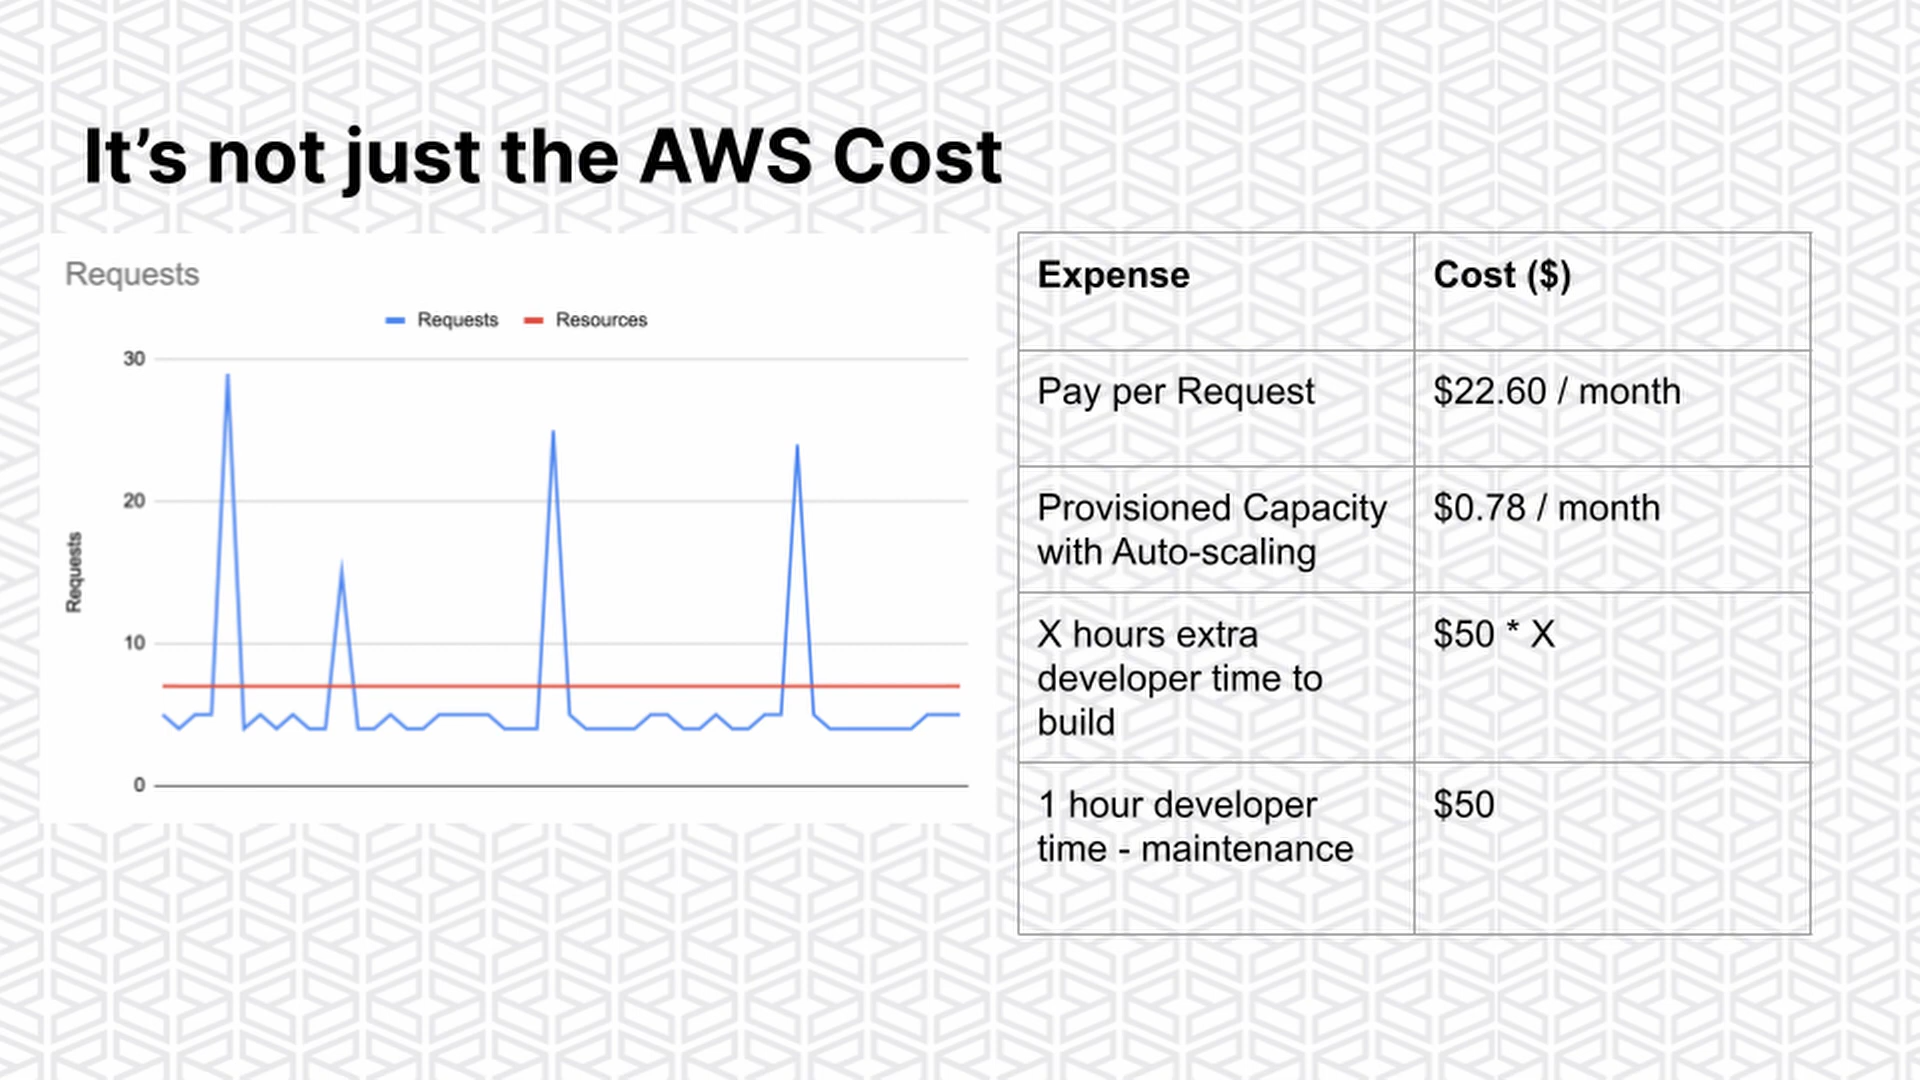 It’s not just the AWS Cost
Requests
Requests
Resources
30
20
10
0
Requests
Expense
Cost ($)
Pay per Request
$22.60 / month
Provisioned Capacity
with Auto-scaling
$0.78 / month
X hours extra
developer time to
build
$50 * X
1 hour developer
time - maintenance
$50